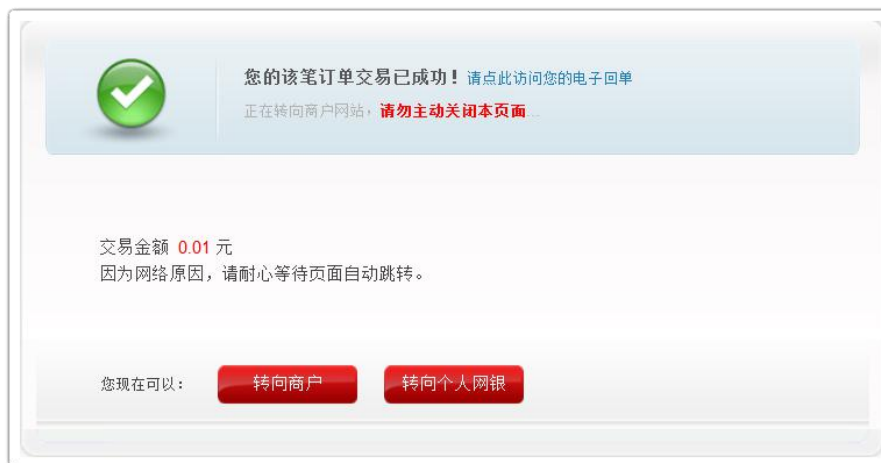 您的该笔订单交易已成功！请点此访问您的电子回单
正在转向商户网站，请勿主动关闭本页面...
交易金额 0.01 元
因为网络原因，请耐心等待页面自动跳转。
您现在可以： 转向商户 转向个人网银